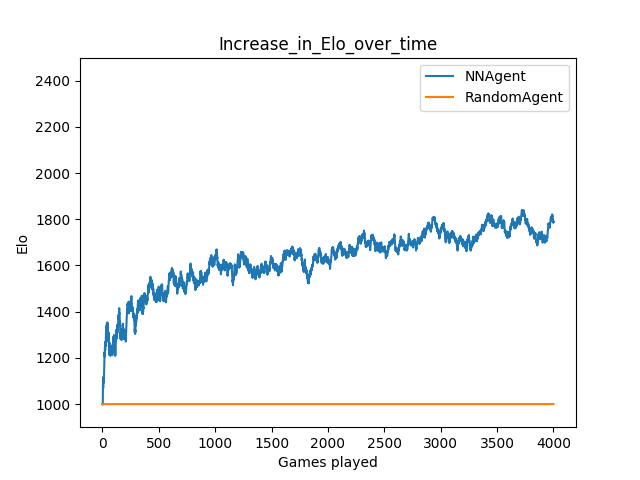 Increase_in_Elo_over_time
NNAgent
RandomAgent
2400
2200
2000
1800
1600
1400
1200
1000
Elo
0 500 1000 1500 2000 2500 3000 3500 4000
Games played